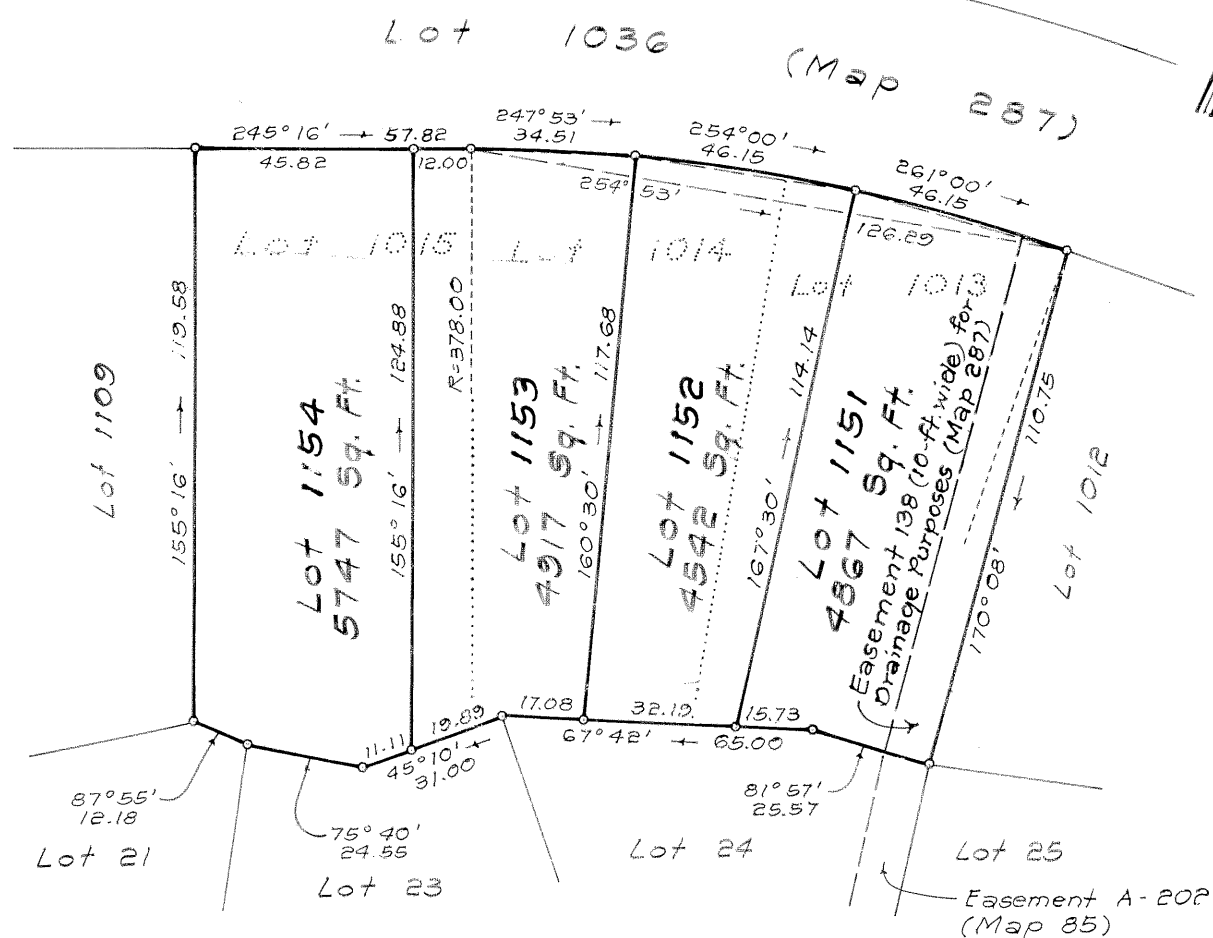 Lot 1036
(Map 287)
245°16' → 57.82
45.82
12.00
247°53' →
34.51
254°00' →
46.15
261°00' →
46.15
254°53' →
126.29
Lot 1015
Lot 1014
Lot 1013
Lot 1109
155°16' → 119.58
Lot 1154
5747 Sq. Ft.
155°16' → 124.88
R=378.00
Lot 1153
4917 Sq. Ft.
160°30' → 117.68
Lot 1152
4542 Sq. Ft.
167°30' → 114.14
Lot 1151
4867 Sq. Ft.
Easement 138 (10-ft. wide) for
Drainage Purposes (Map 287)
170°08' ← 110.75
Lot 1012
11.11
19.89
45°10' ←
31.00
17.08
32.19
15.73
67°42' ← 65.00
87°55'
12.18
75°40'
24.55
81°57'
25.57
Lot 21
Lot 23
Lot 24
Lot 25
Easement A-202
(Map 85)